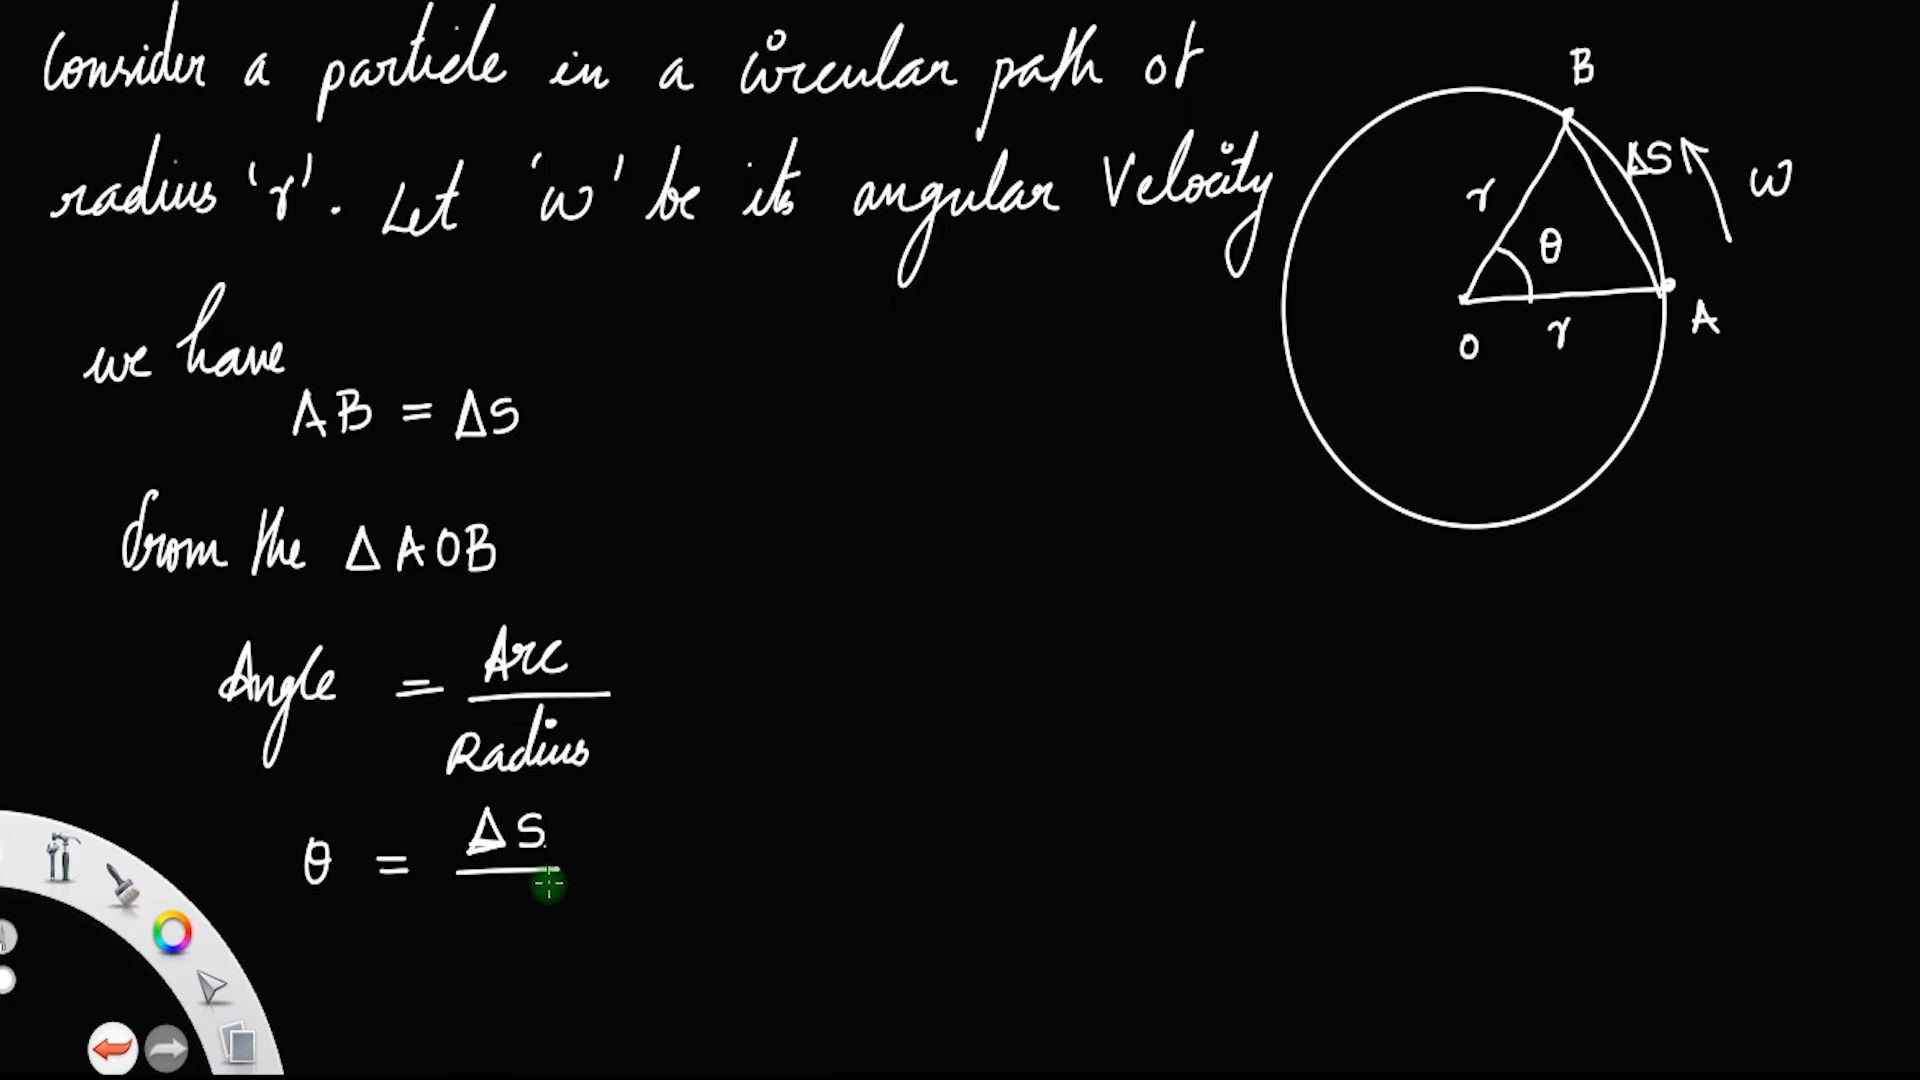 Consider a particle in a circular path of
radius 'r'. Let 'ω' be its angular Velocity
we have
AB = ΔS
from the Δ AOB
Angle = Arc
Radius
θ = ΔS
B
ΔS
ω
r
θ
A
O
r